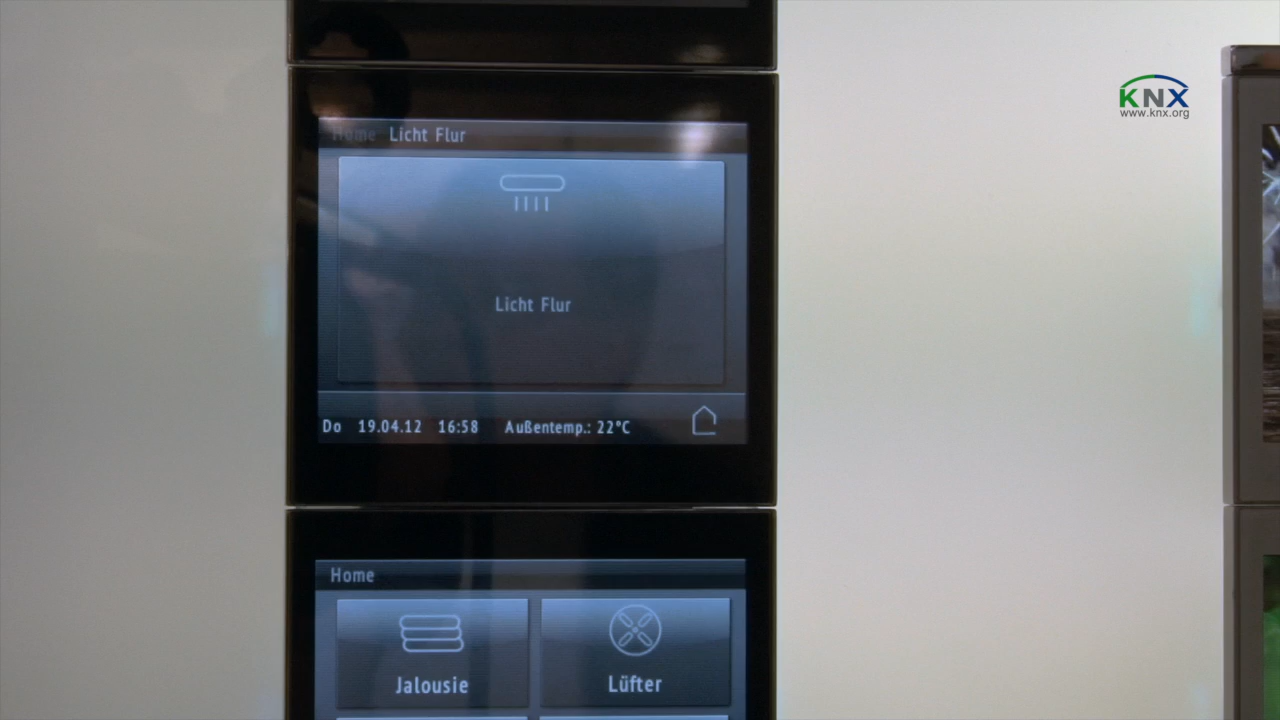 KNX
www.knx.org
Home Licht Flur
Licht Flur
Do 19.04.12 16:58 Außentemp.: 22°C
Home
Jalousie Lüfter